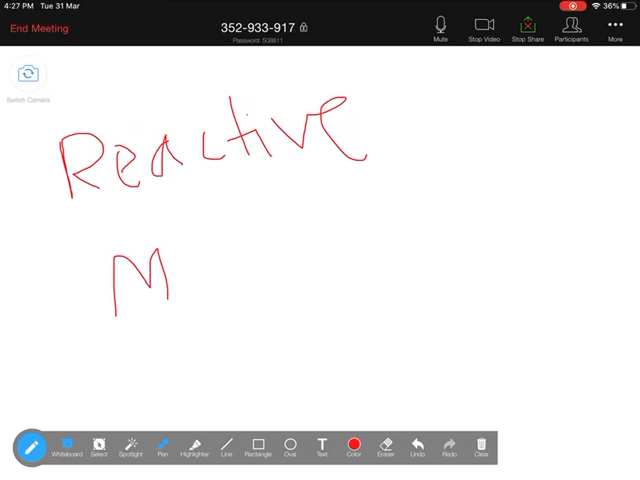 4:27 PM Tue 31 Mar 36%
End Meeting 352-933-917 Mute Stop Video Stop Share Participants More
Switch Camera
Reactive
M
Whiteboard Select Spotlight Pen Highlighter Line Rectangle Oval Text Color Eraser Undo Redo Clear